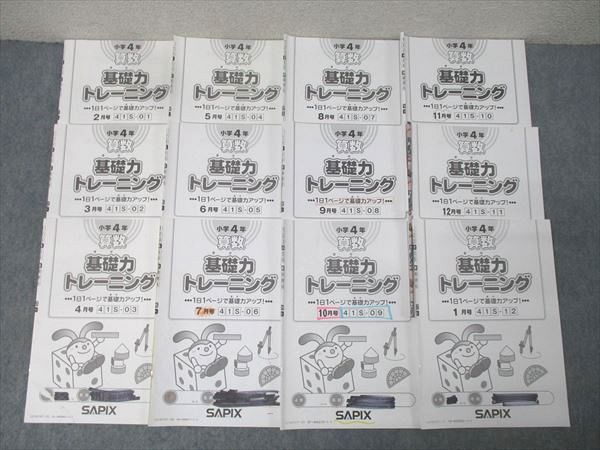 小学4年
算数
基礎力
トレーニング
•••1日1ページで基礎力アップ!•••
2月号 41S-01
小学4年
算数
基礎力
トレーニング
•••1日1ページで基礎力アップ!•••
5月号 41S-04
小学4年
算数
基礎力
トレーニング
•••1日1ページで基礎力アップ!•••
8月号 41S-07
小学4年
算数
基礎力
トレーニング
•••1日1ページで基礎力アップ!•••
11月号 41S-10
小学4年
算数
基礎力
トレーニング
•••1日1ページで基礎力アップ!•••
3月号 41S-02
小学4年
算数
基礎力
トレーニング
•••1日1ページで基礎力アップ!•••
6月号 41S-05
小学4年
算数
基礎力
トレーニング
•••1日1ページで基礎力アップ!•••
9月号 41S-08
小学4年
算数
基礎力
トレーニング
•••1日1ページで基礎力アップ!•••
12月号 41S-11
小学4年
算数
基礎力
トレーニング
•••1日1ページで基礎力アップ!•••
4月号 41S-03
SAPIX
小学4年
算数
基礎力
トレーニング
•••1日1ページで基礎力アップ!•••
7月号 41S-06
SAPIX
小学4年
算数
基礎力
トレーニング
•••1日1ページで基礎力アップ!•••
10月号 41S-09
SAPIX
小学4年
算数
基礎力
トレーニング
•••1日1ページで基礎力アップ!•••
1月号 41S-12
SAPIX